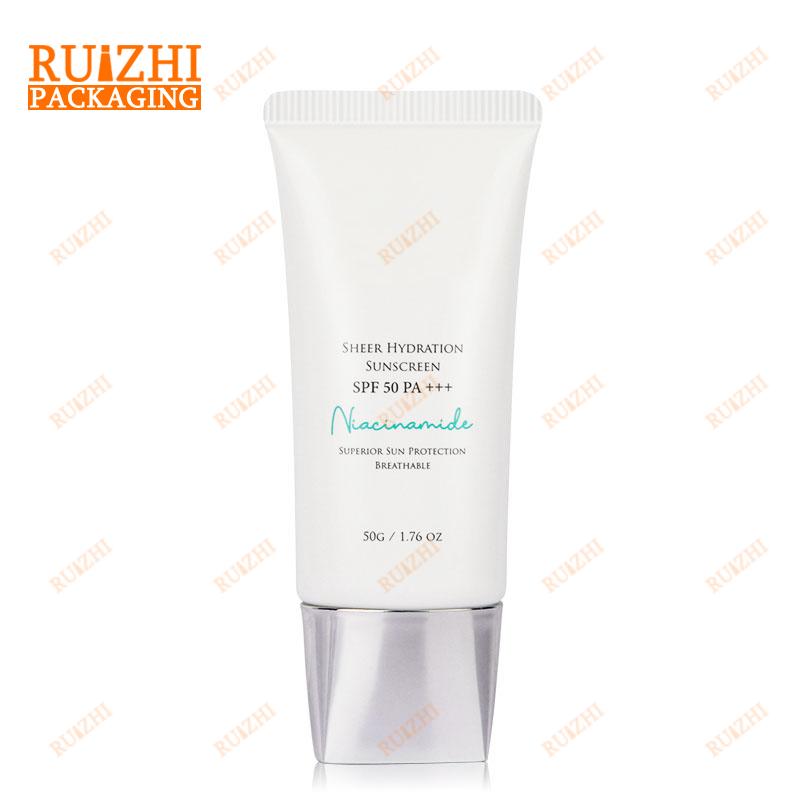 RUIZHI
PACKAGING
SHEER HYDRATION
SUNSCREEN
SPF 50 PA +++
Niacinamide
SUPERIOR SUN PROTECTION
BREATHABLE
50G / 1.76 OZ